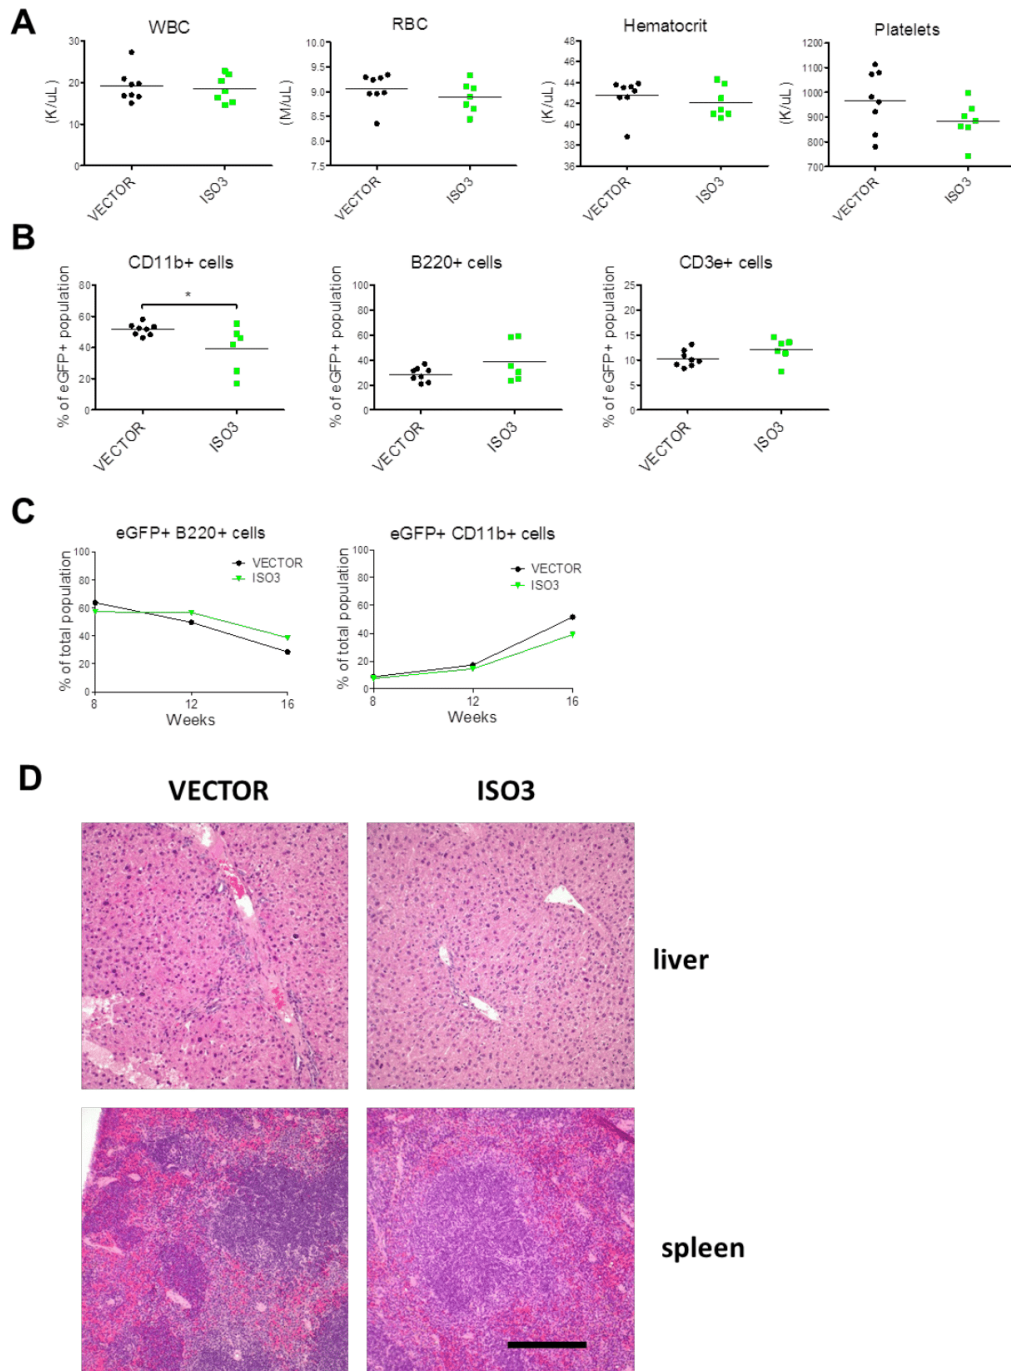 A
WBC
RBC
Hematocrit
Platelets
(K/uL)
30
20
10
0
VECTOR
ISO3
(M/uL)
10.0
9.5
9.0
8.5
8.0
7.5
VECTOR
ISO3
(K/uL)
48
46
44
42
40
38
36
VECTOR
ISO3
(K/uL)
1200
1100
1000
900
800
700
VECTOR
ISO3
B
CD11b+ cells
B220+ cells
CD3e+ cells
% of eGFP+ population
80
60
40
20
0
*
VECTOR
ISO3
% of eGFP+ population
100
80
60
40
20
0
VECTOR
ISO3
% of eGFP+ population
25
20
15
10
5
0
VECTOR
ISO3
C
eGFP+ B220+ cells
eGFP+ CD11b+ cells
% of total population
100
80
60
40
20
0
VECTOR
ISO3
8
12
16
Weeks
% of total population
100
80
60
40
20
0
VECTOR
ISO3
8
12
16
Weeks
D
VECTOR
ISO3
liver
spleen